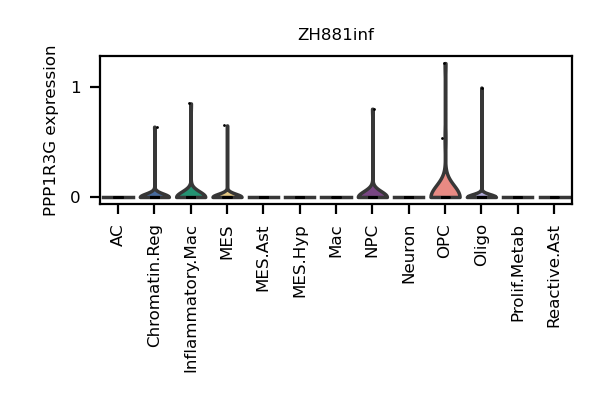 ZH881inf
PPP1R3G expression
1
0
AC
Chromatin.Reg
Inflammatory.Mac
MES
MES.Ast
MES.Hyp
Mac
NPC
Neuron
OPC
Oligo
Prolif.Metab
Reactive.Ast